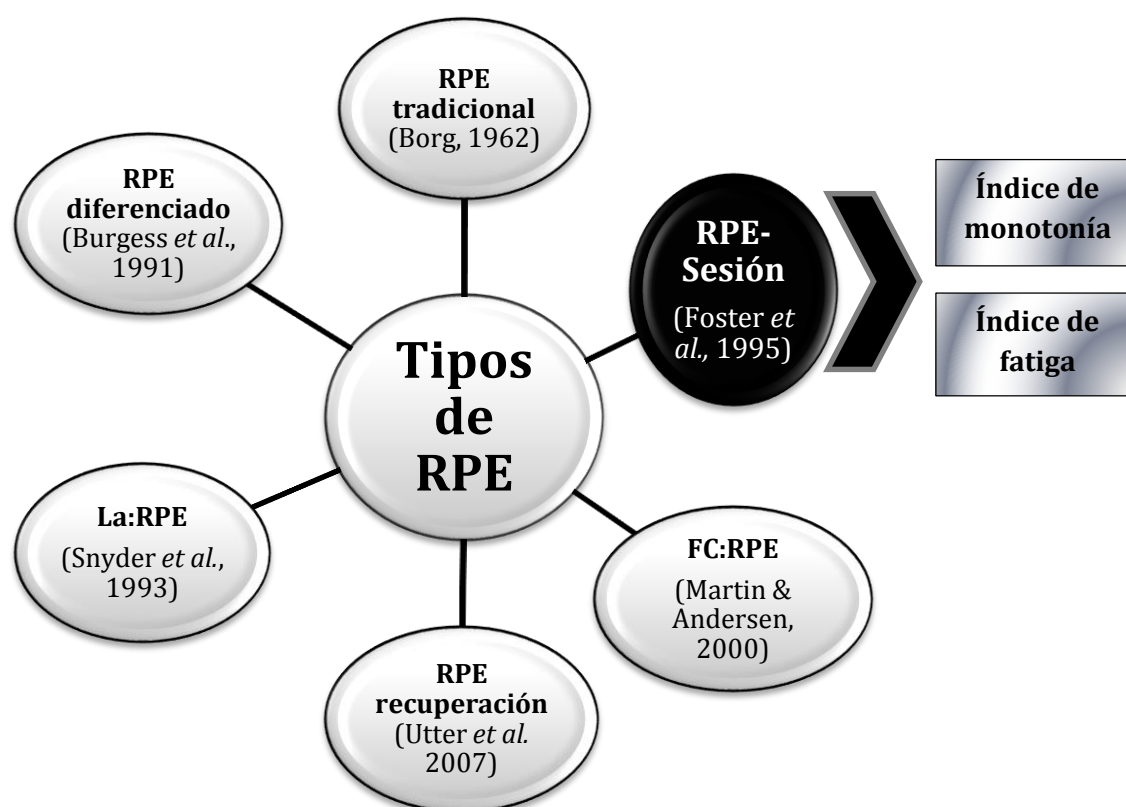 RPE
tradicional
(Borg, 1962)
RPE
diferenciado
(Burgess et al.,
1991)
RPE-
Sesión
(Foster et
al., 1995)
Índice de
monotonía
Índice de
fatiga
Tipos
de
RPE
La:RPE
(Snyder et al.,
1993)
FC:RPE
(Martin &
Andersen,
2000)
RPE
recuperación
(Utter et al.
2007)